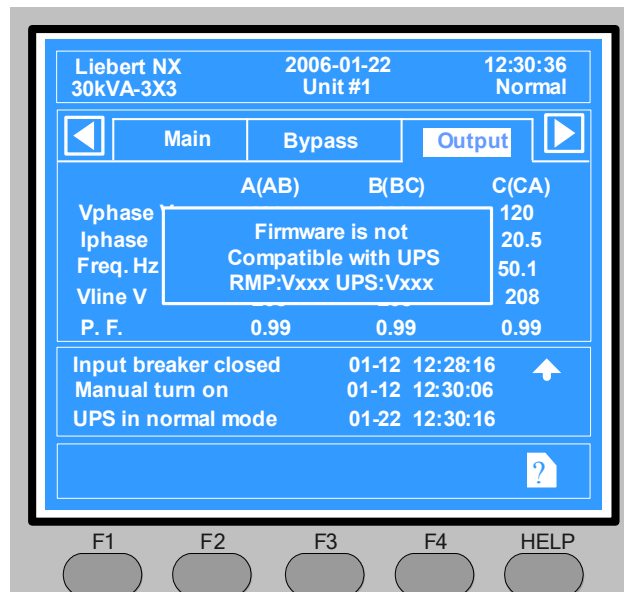 Liebert NX 2006-01-22 12:30:36
30kVA-3X3 Unit #1 Normal
Main Bypass Output
A(AB) B(BC) C(CA)
Vphase 120
Iphase 20.5
Freq. Hz 50.1
Vline V 208
P. F. 0.99 0.99 0.99
Firmware is not
Compatible with UPS
RMP:Vxxx UPS:Vxxx
Input breaker closed 01-12 12:28:16
Manual turn on 01-12 12:30:06
UPS in normal mode 01-22 12:30:16
?
F1 F2 F3 F4 HELP